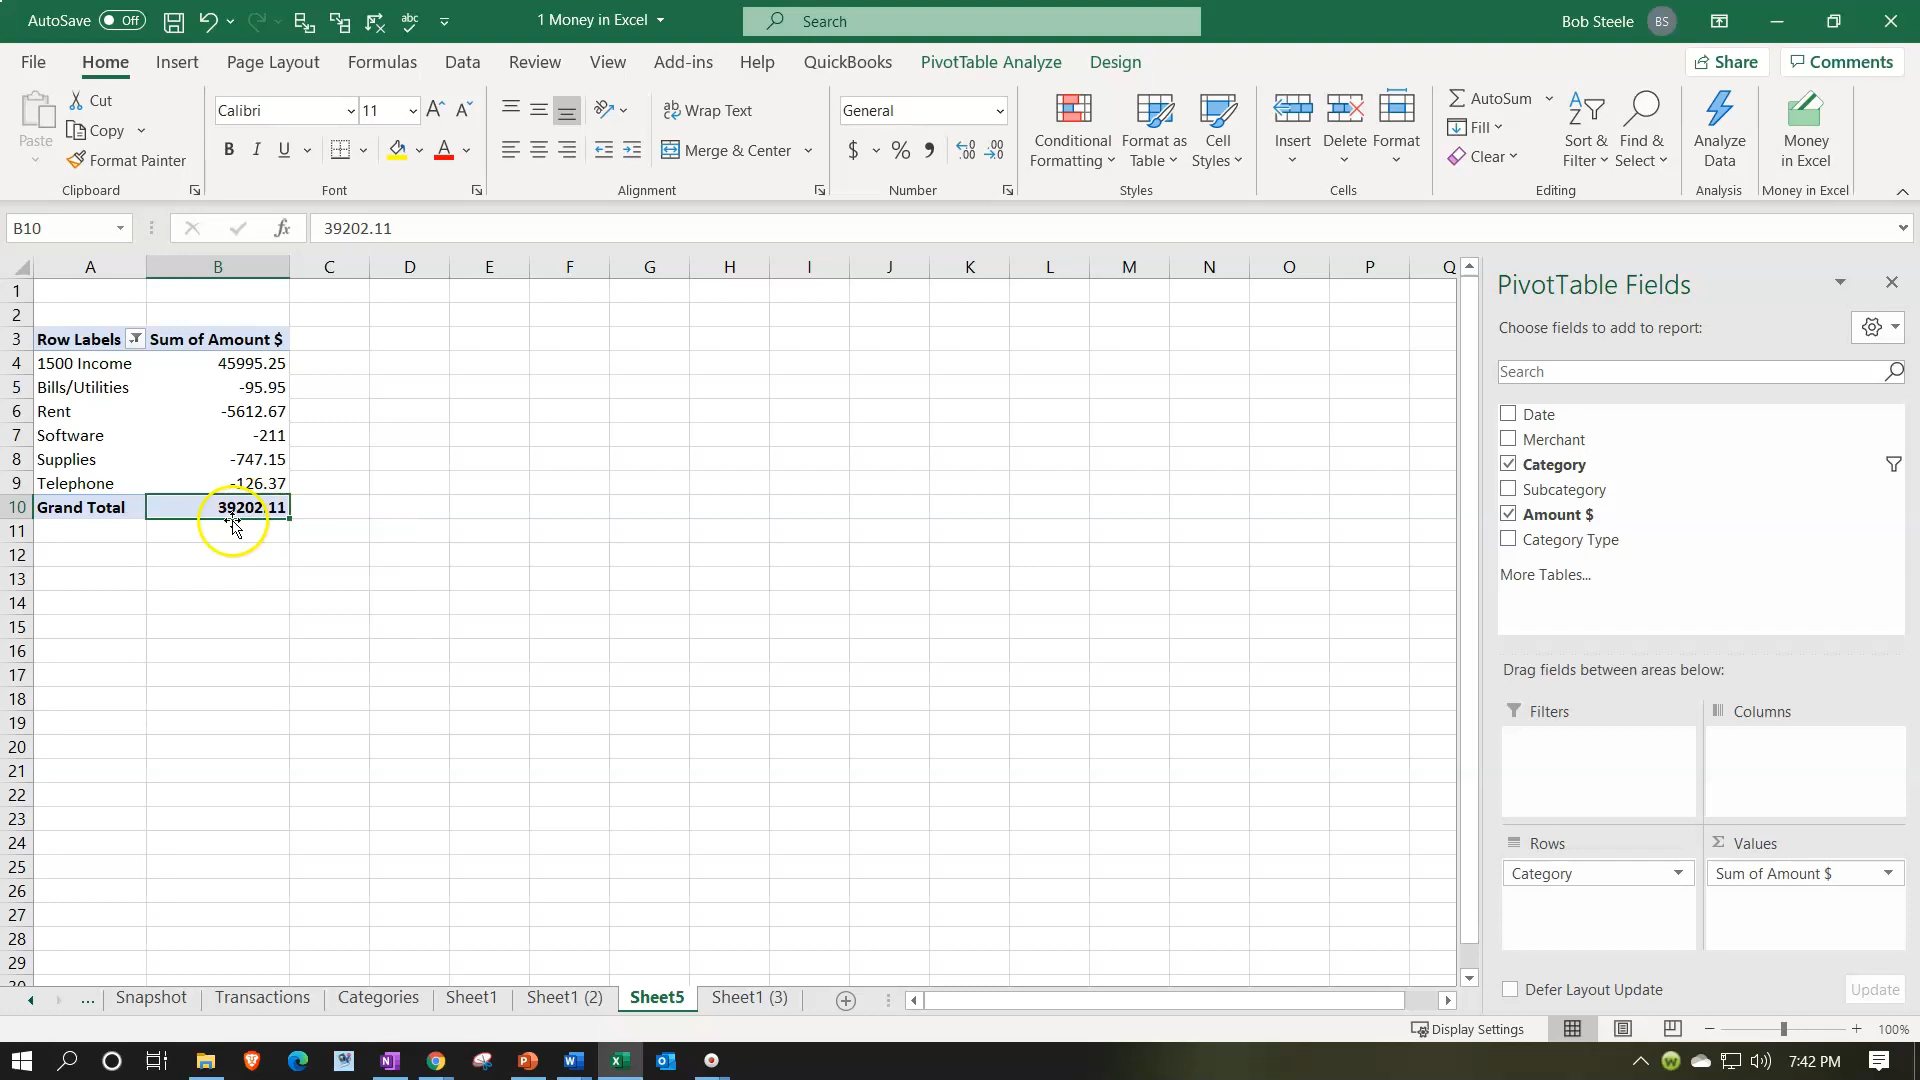 AutoSave Off 1 Money in Excel Search Bob Steele BS
File Home Insert Page Layout Formulas Data Review View Add-ins Help QuickBooks PivotTable Analyze Design Share Comments
Paste Cut Copy Format Painter Clipboard
Calibri 11 B I U A Font
ab Wrap Text Merge & Center Alignment
General $ % 9 Number
Conditional Formatting Format as Table Cell Styles Styles
Insert Delete Format Cells
AutoSum Fill Clear Sort & Filter Find & Select Editing
Analyze Data Analysis
Money in Excel Money in Excel
B10 fx 39202.11
A B C D E F G H I J K L M N O P Q
1
2
3 Row Labels Sum of Amount $
4 1500 Income 45995.25
5 Bills/Utilities -95.95
6 Rent -5612.67
7 Software -211
8 Supplies -747.15
9 Telephone -126.37
10 Grand Total 39202.11
11
12
13
14
15
16
17
18
19
20
21
22
23
24
25
26
27
28
29
PivotTable Fields
Choose fields to add to report:
Search
Date
Merchant
Category
Subcategory
Amount $
Category Type
More Tables...
Drag fields between areas below:
Filters Columns
Rows Values
Category Sum of Amount $
Defer Layout Update Update
... Snapshot Transactions Categories Sheet1 Sheet1 (2) Sheet5 Sheet1 (3)
Display Settings 100%
7:42 PM